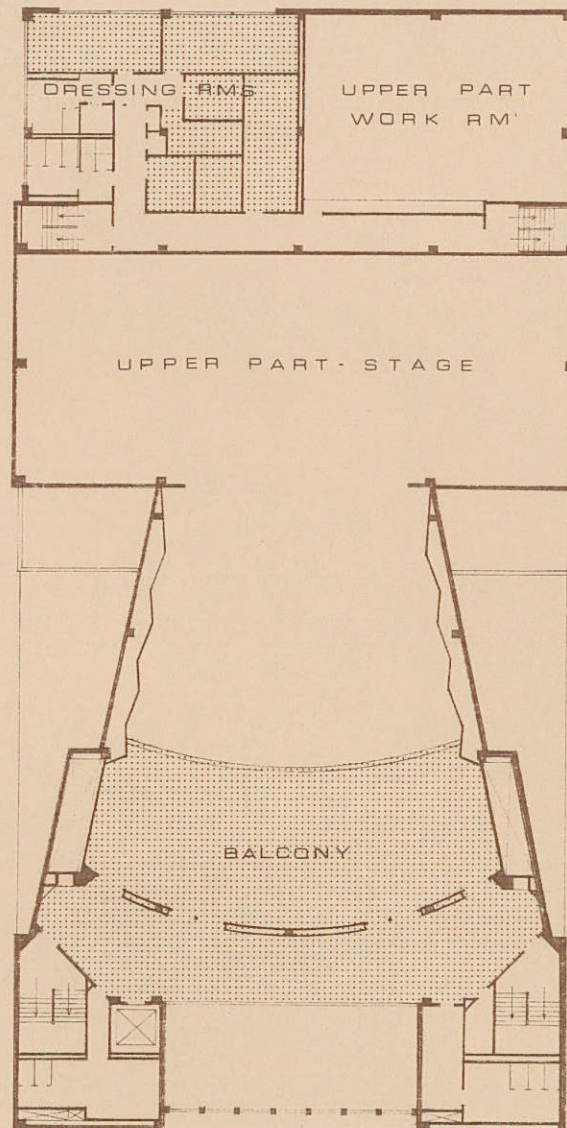 DRESSING RMS
UPPER PART
WORK RM'
UPPER PART - STAGE
BALCONY